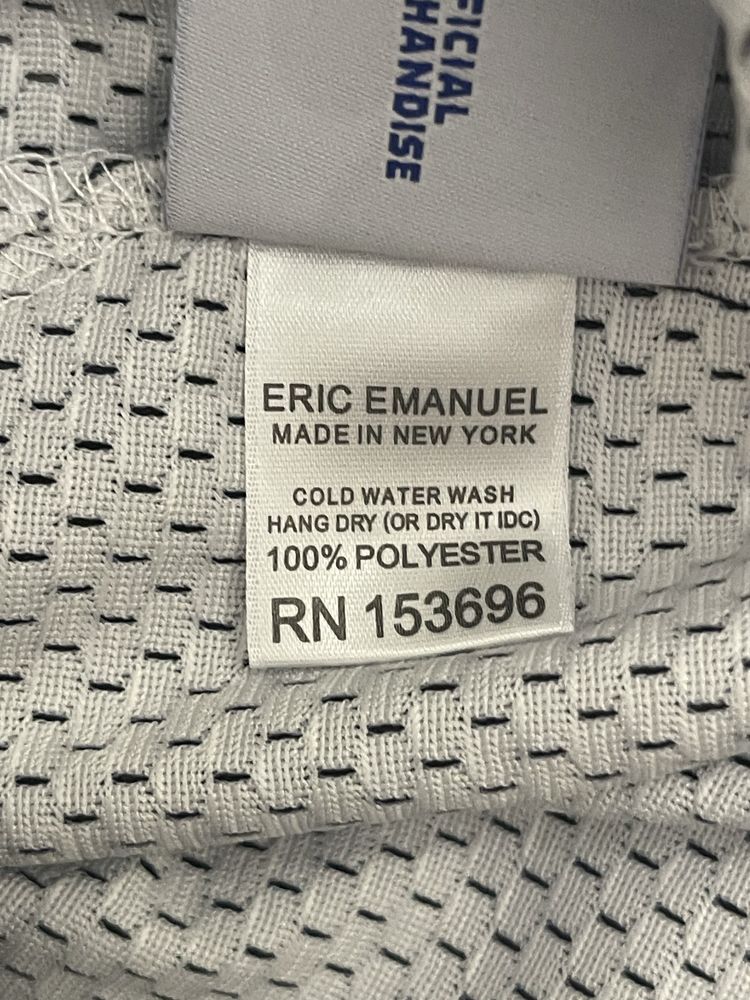 FICIAL
HANDISE
ERIC EMANUEL
MADE IN NEW YORK
COLD WATER WASH
HANG DRY (OR DRY IT IDC)
100% POLYESTER
RN 153696